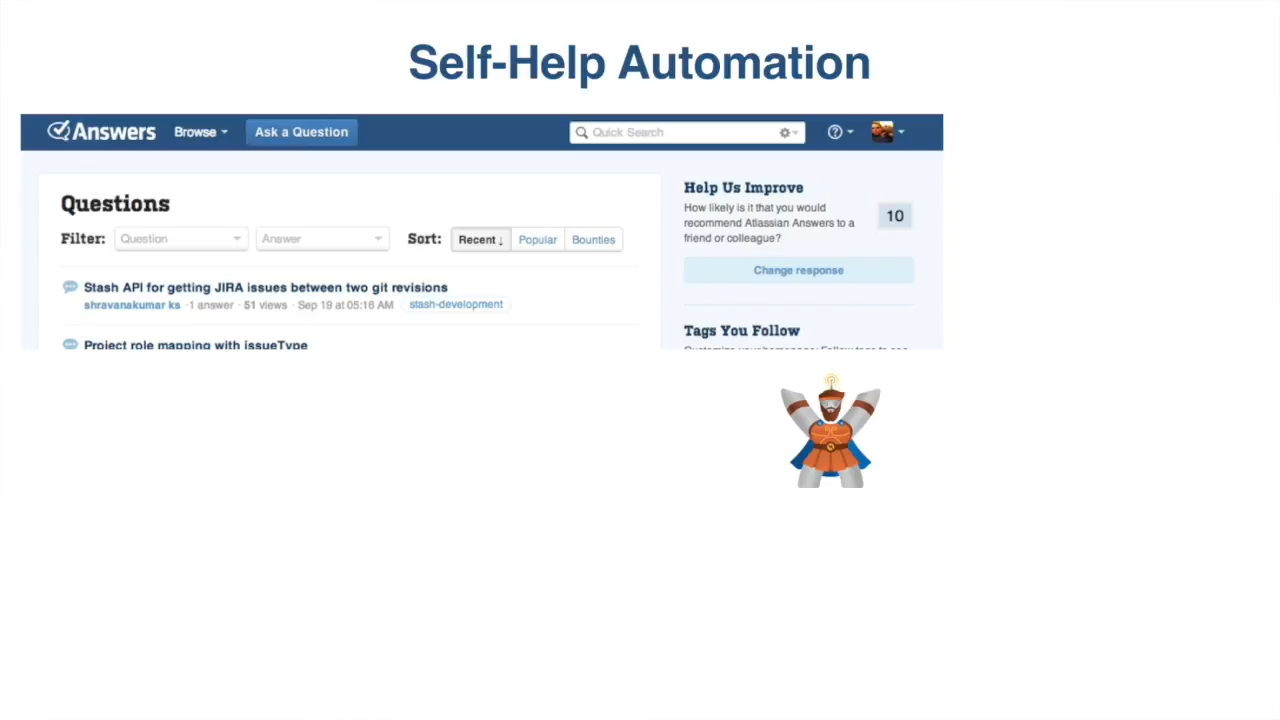 Self-Help Automation
Answers Browse Ask a Question Quick Search
Questions
Filter: Question Answer Sort: Recent ↓ Popular Bounties
Stash API for getting JIRA issues between two git revisions
shravanakumar ks · 1 answer · 51 views · Sep 19 at 05:16 AM stash-development
Project role mapping with issueType
Help Us Improve
How likely is it that you would
recommend Atlassian Answers to a
friend or colleague?
10
Change response
Tags You Follow